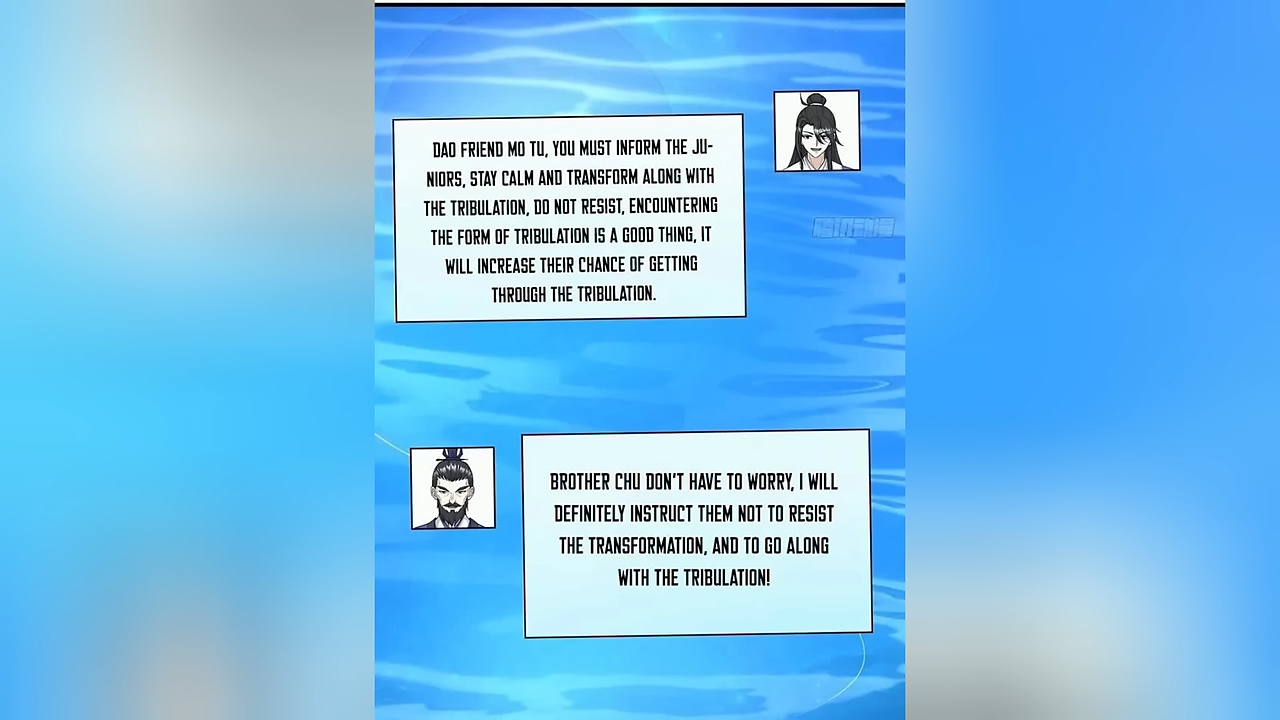 DAO FRIEND MO TU, YOU MUST INFORM THE JU-
NIORS, STAY CALM AND TRANSFORM ALONG WITH
THE TRIBULATION, DO NOT RESIST, ENCOUNTERING
THE FORM OF TRIBULATION IS A GOOD THING, IT
WILL INCREASE THEIR CHANCE OF GETTING
THROUGH THE TRIBULATION.
BROTHER CHU DON'T HAVE TO WORRY, I WILL
DEFINITELY INSTRUCT THEM NOT TO RESIST
THE TRANSFORMATION, AND TO GO ALONG
WITH THE TRIBULATION!